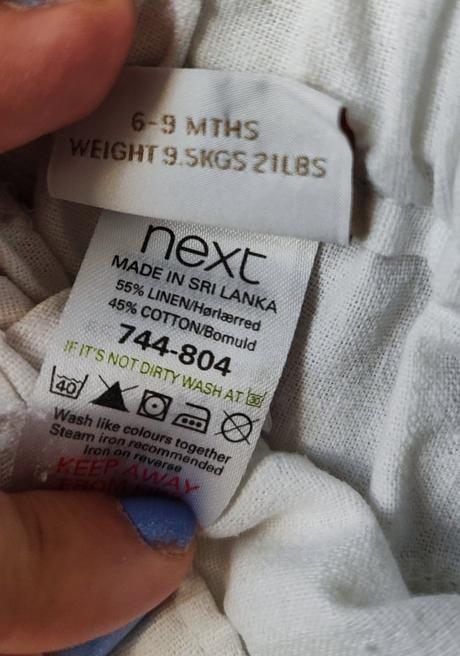 6-9 MTHS
WEIGHT 9.5KGS 21LBS
next
MADE IN SRI LANKA
55% LINEN/Hørlærred
45% COTTON/Bomuld
744-804
IF IT'S NOT DIRTY WASH AT 30
40
Wash like colours together
Steam iron recommended
Iron on reverse
KEEP AWAY
FROM